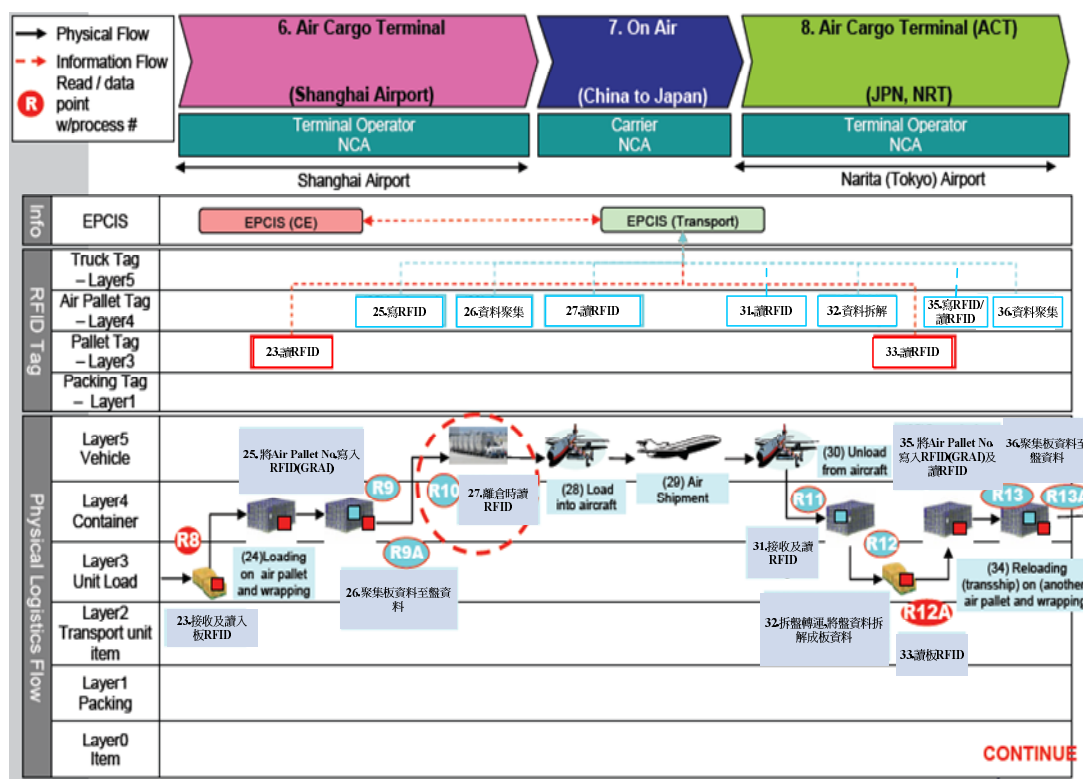 Physical Flow
Information Flow
Read / data
point
w/process #
R
6. Air Cargo Terminal
(Shanghai Airport)
7. On Air
(China to Japan)
8. Air Cargo Terminal (ACT)
(JPN, NRT)
Terminal Operator
NCA
Carrier
NCA
Terminal Operator
NCA
Shanghai Airport
Narita (Tokyo) Airport
Info
EPCIS
EPCIS (CE)
EPCIS (Transport)
RFID Tag
Truck Tag
– Layer5
Air Pallet Tag
– Layer4
25.寫RFID
26.資料聚集
27.讀RFID
31.讀RFID
32.資料拆解
35.寫RFID/
讀RFID
36.資料聚集
Pallet Tag
– Layer3
23.讀RFID
33.讀RFID
Packing Tag
– Layer1
Physical Logistics Flow
Layer5
Vehicle
25.將Air Pallet No.寫入
RFID(GRAI)
(30) Unload
from aircraft
35.將Air Pallet No.
寫入RFID(GRAI)及
讀RFID
36.聚集板資料至
盤資料
Layer4
Container
R9
R10
27.離倉時讀
RFID
(28) Load
into aircraft
(29) Air
Shipment
R11
R13
R13A
Layer3
Unit Load
R8
(24)Loading
on air pallet
and wrapping
R9A
26.聚集板資料至盤資
料
31.接收及讀
RFID
R12
(34) Reloading
(transship) on (another
air pallet and wrapping
Layer2
Transport unit
item
23.接收及讀入
板RFID
32.拆盤轉運,將盤資料拆
解成板資料
R12A
33.讀板RFID
Layer1
Packing
Layer0
Item
CONTINUE